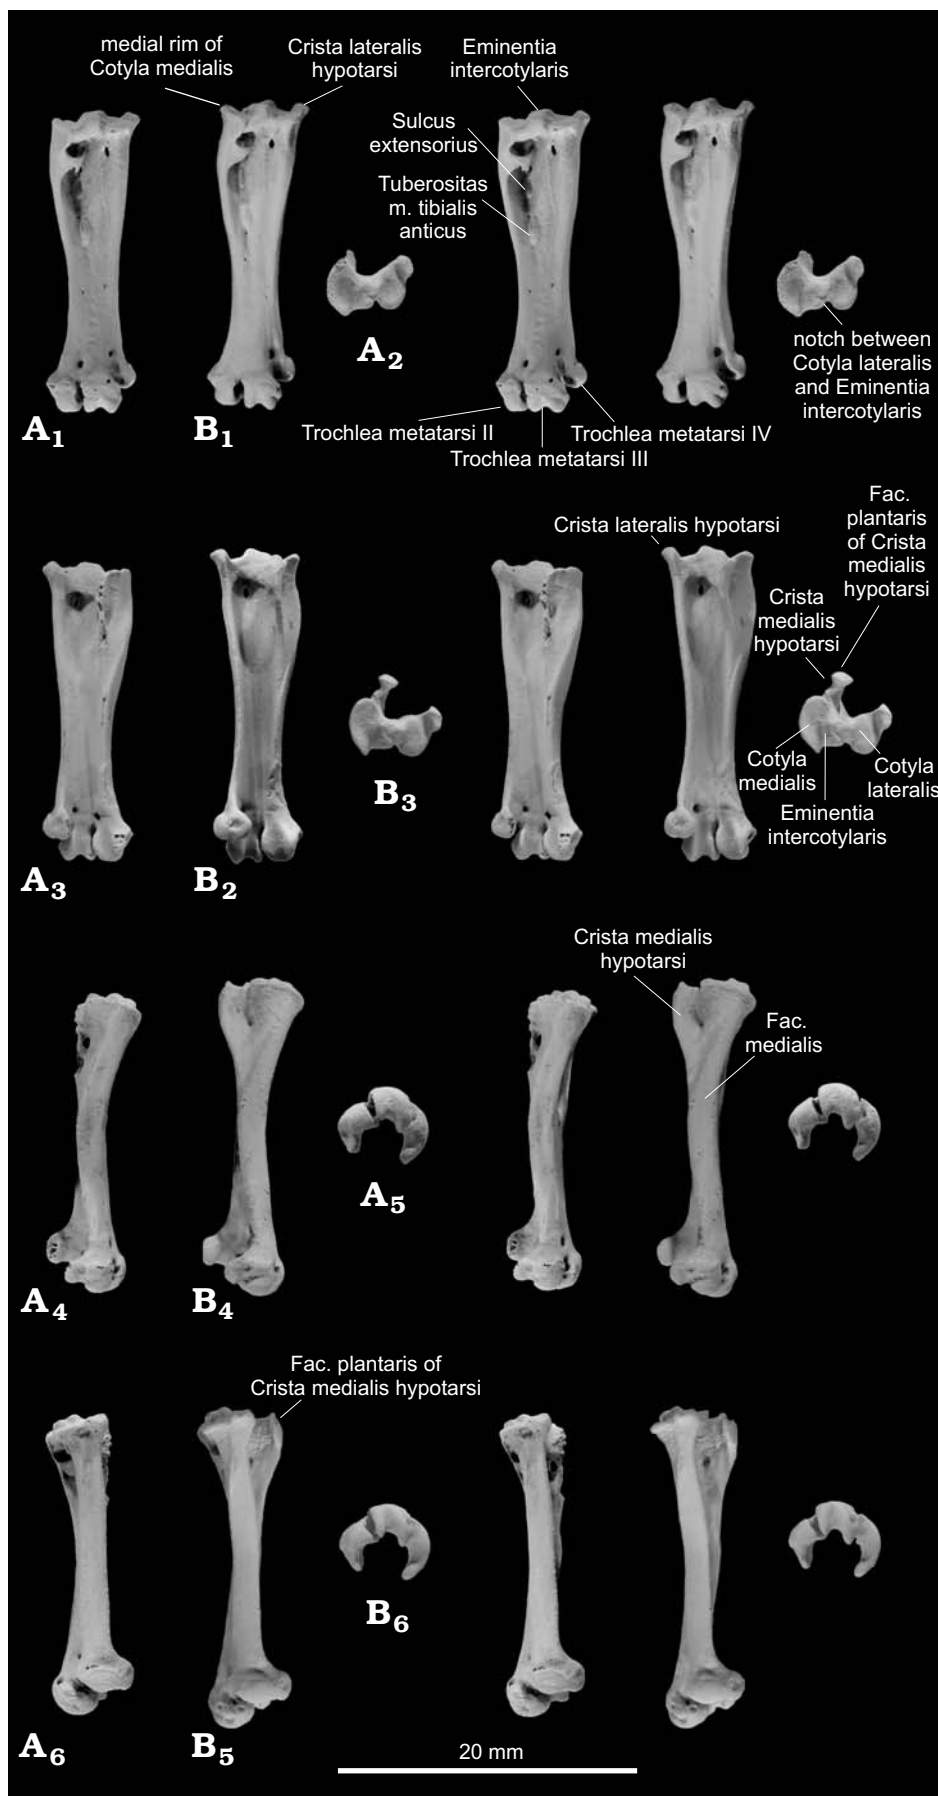 medial rim of
Cotyla medialis
Crista lateralis
hypotarsi
Eminentia
intercotylaris
Sulcus
extensorius
Tuberositas
m. tibialis
anticus
A2
notch between
Cotyla lateralis
and Eminentia
intercotylaris
A1
B1
Trochlea metatarsi II
Trochlea metatarsi IV
Trochlea metatarsi III
Crista lateralis hypotarsi
Fac.
plantaris
of Crista
medialis
hypotarsi
Crista
medialis
hypotarsi
B3
Cotyla
medialis
Cotyla
lateralis
Eminentia
intercotylaris
A3
B2
Crista medialis
hypotarsi
Fac.
medialis
A5
A4
B4
Fac. plantaris of
Crista medialis hypotarsi
B6
A6
B5
20 mm